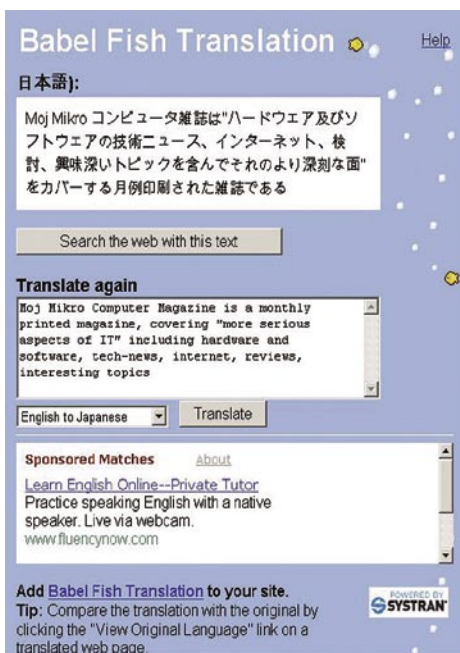 Babel Fish Translation
Help
日本語):
Moj Mikro コンピュータ雑誌は"ハードウェア及びソ
フトウェアの技術ニュース、インターネット、検
討、興味深いトピックを含んでそれのより深刻な面"
をカバーする月例印刷された雑誌である
Search the web with this text
Translate again
Moj Mikro Computer Magazine is a monthly
printed magazine, covering "more serious
aspects of IT" including hardware and
software, tech-news, internet, reviews,
interesting topics
English to Japanese
Translate
Sponsored Matches About
Learn English Online--Private Tutor
Practice speaking English with a native
speaker. Live via webcam.
www.fluencynow.com
Add Babel Fish Translation to your site.
Tip: Compare the translation with the original by
clicking the "View Original Language" link on a
translated web page.
POWERED BY
SYSTRAN